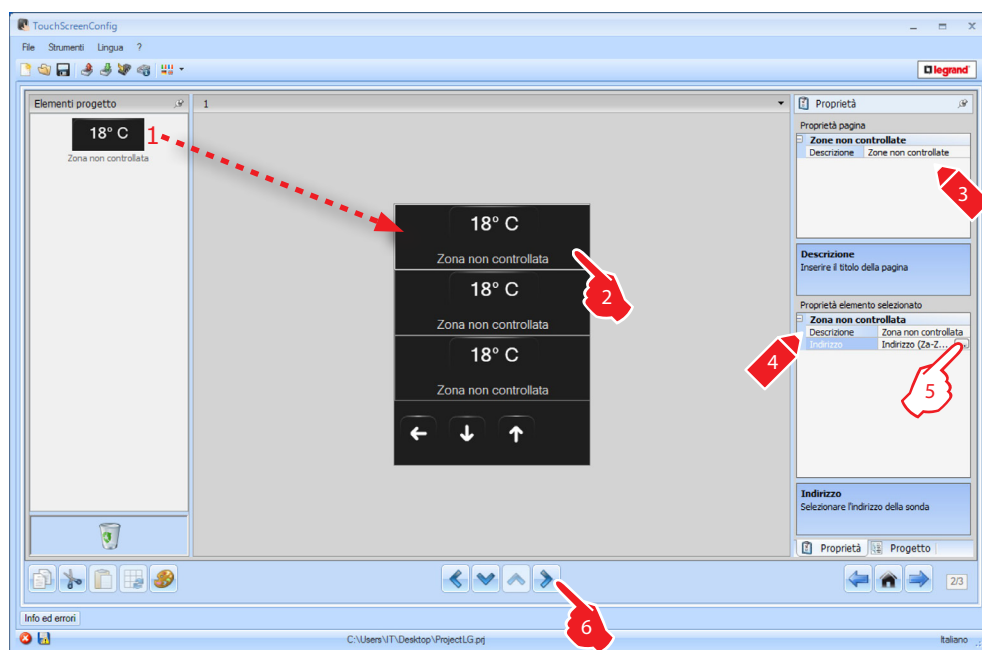 TouchScreenConfig
File Strumenti Lingua ?
legrand
Elementi progetto
1
Proprietà
18° C
1
Zona non controllata
Proprietà pagina
Zone non controllate
Descrizione Zone non controllate
3
Descrizione
Inserire il titolo della pagina
18° C
Zona non controllata
2
18° C
Zona non controllata
18° C
Zona non controllata
Proprietà elemento selezionato
Zona non controllata
Descrizione Zona non controllata
Indirizzo Indirizzo (Za-Z... ...
4
5
Indirizzo
Selezionare l'indirizzo della sonda
Proprietà Progetto
2/3
6
Info ed errori
C:\Users\IT\Desktop\ProjectLG.prj
Italiano